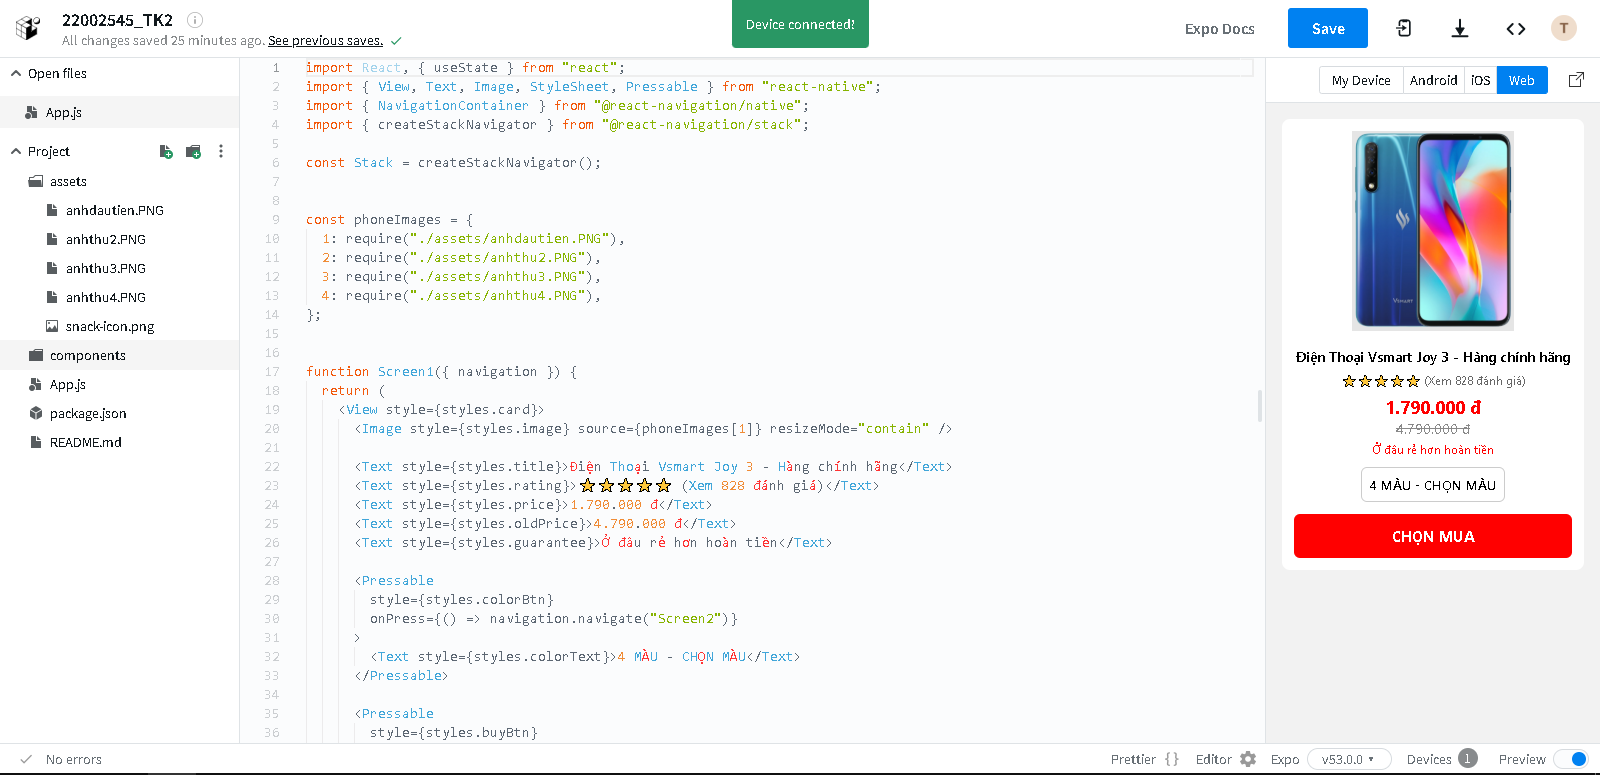 22002545_TK2
All changes saved 25 minutes ago. See previous saves.
Device connected!
Expo Docs
Save
T
Open files
App.js
Project
assets
anhdautien.PNG
anhthu2.PNG
anhthu3.PNG
anhthu4.PNG
snack-icon.png
components
App.js
package.json
README.md
1 import React, { useState } from "react";
2 import { View, Text, Image, StyleSheet, Pressable } from "react-native";
3 import { NavigationContainer } from "@react-navigation/native";
4 import { createStackNavigator } from "@react-navigation/stack";
5
6 const Stack = createStackNavigator();
7
8
9 const phoneImages = {
10 1: require("./assets/anhdautien.PNG"),
11 2: require("./assets/anhthu2.PNG"),
12 3: require("./assets/anhthu3.PNG"),
13 4: require("./assets/anhthu4.PNG"),
14 };
15
16
17 function Screen1({ navigation }) {
18 return (
19 <View style={styles.card}>
20 <Image style={styles.image} source={phoneImages[1]} resizeMode="contain" />
21
22 <Text style={styles.title}>Điện Thoại Vsmart Joy 3 - Hàng chính hãng</Text>
23 <Text style={styles.rating}>⭐⭐⭐⭐⭐ (Xem 828 đánh giá)</Text>
24 <Text style={styles.price}>1.790.000 đ</Text>
25 <Text style={styles.oldPrice}>4.790.000 đ</Text>
26 <Text style={styles.guarantee}>Ở đâu rẻ hơn hoàn tiền</Text>
27
28 <Pressable
29 style={styles.colorBtn}
30 onPress={() => navigation.navigate("Screen2")}
31 >
32 <Text style={styles.colorText}>4 MÀU - CHỌN MÀU</Text>
33 </Pressable>
34
35 <Pressable
36 style={styles.buyBtn}
My Device Android iOS Web
VSMART
Điện Thoại Vsmart Joy 3 - Hàng chính hãng
⭐⭐⭐⭐⭐ (Xem 828 đánh giá)
1.790.000 đ
4.790.000 đ
Ở đâu rẻ hơn hoàn tiền
4 MÀU - CHỌN MÀU
CHỌN MUA
No errors
Prettier { } Editor Expo v53.0.0 Devices 1 Preview